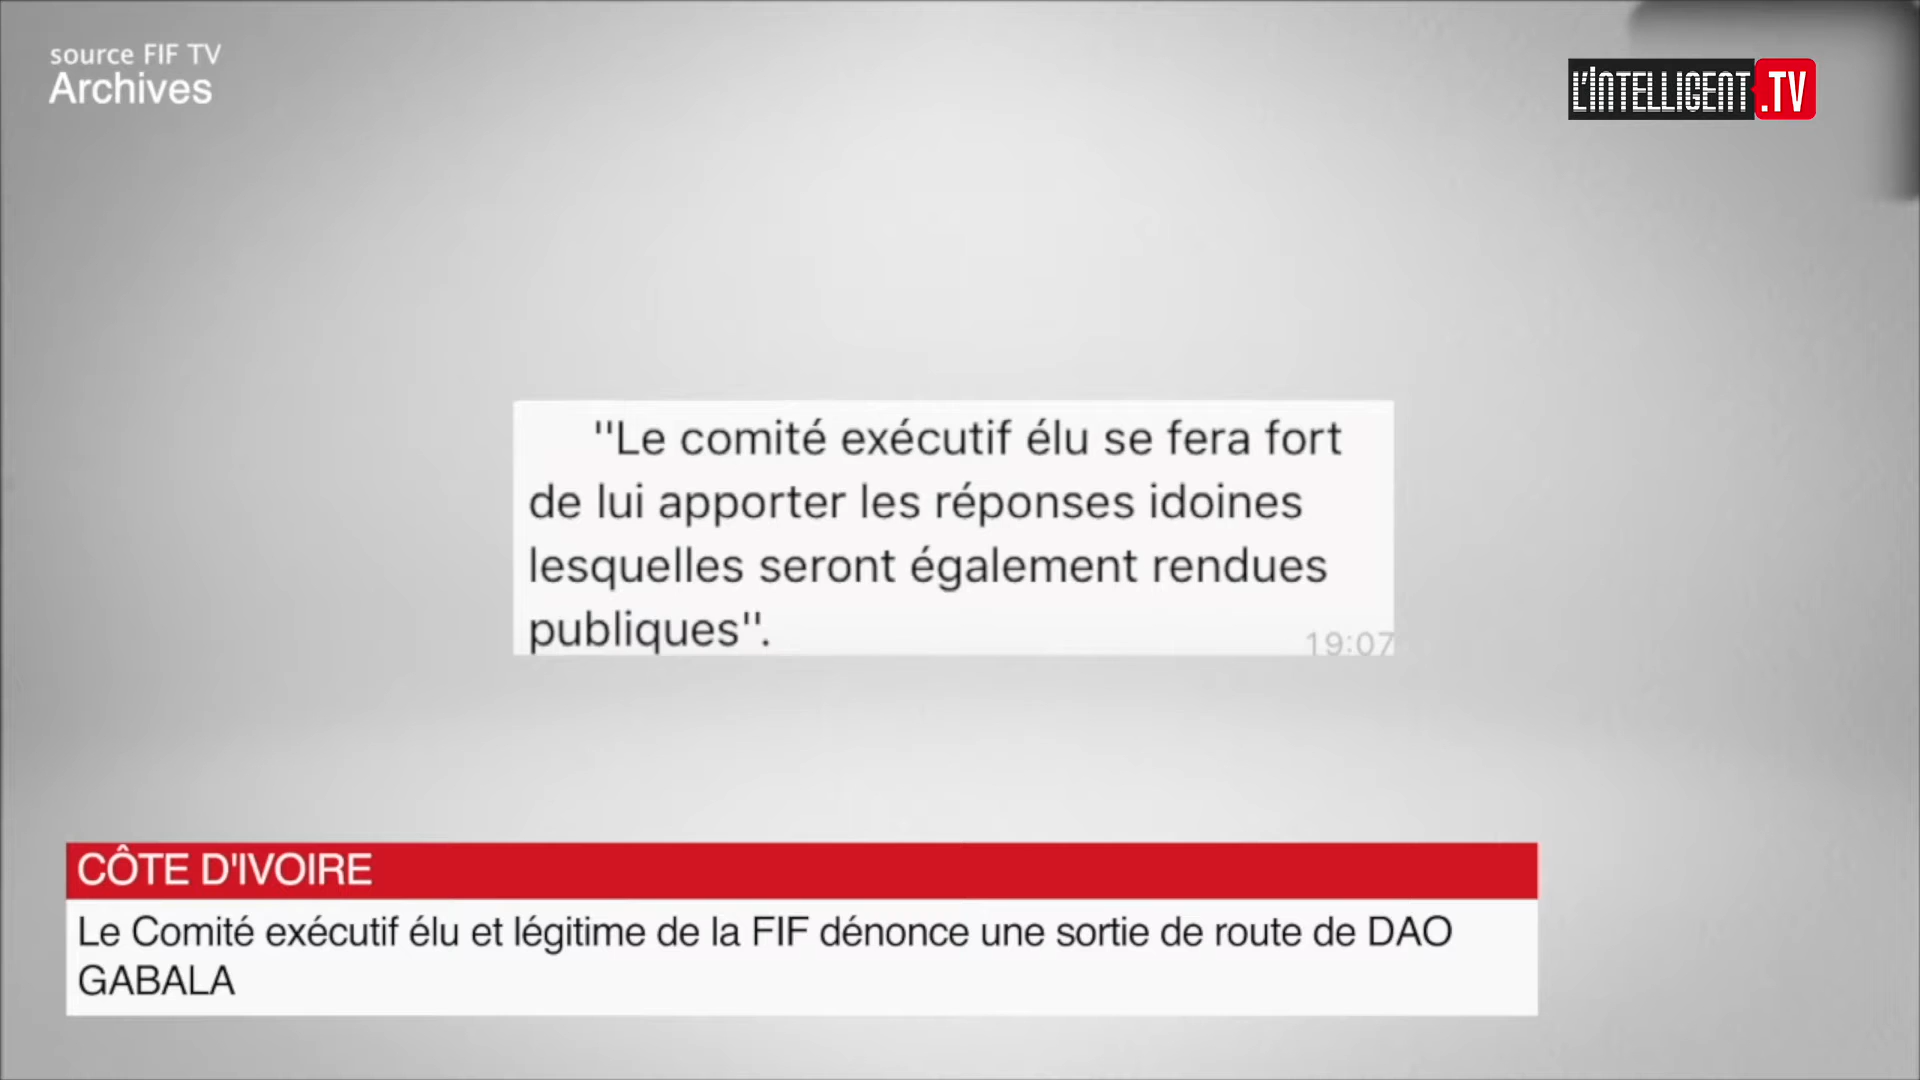 source FIF TV
Archives
L'INTELLIGENT.TV
"Le comité exécutif élu se fera fort
de lui apporter les réponses idoines
lesquelles seront également rendues
publiques".
19:07
CÔTE D'IVOIRE
Le Comité exécutif élu et légitime de la FIF dénonce une sortie de route de DAO
GABALA